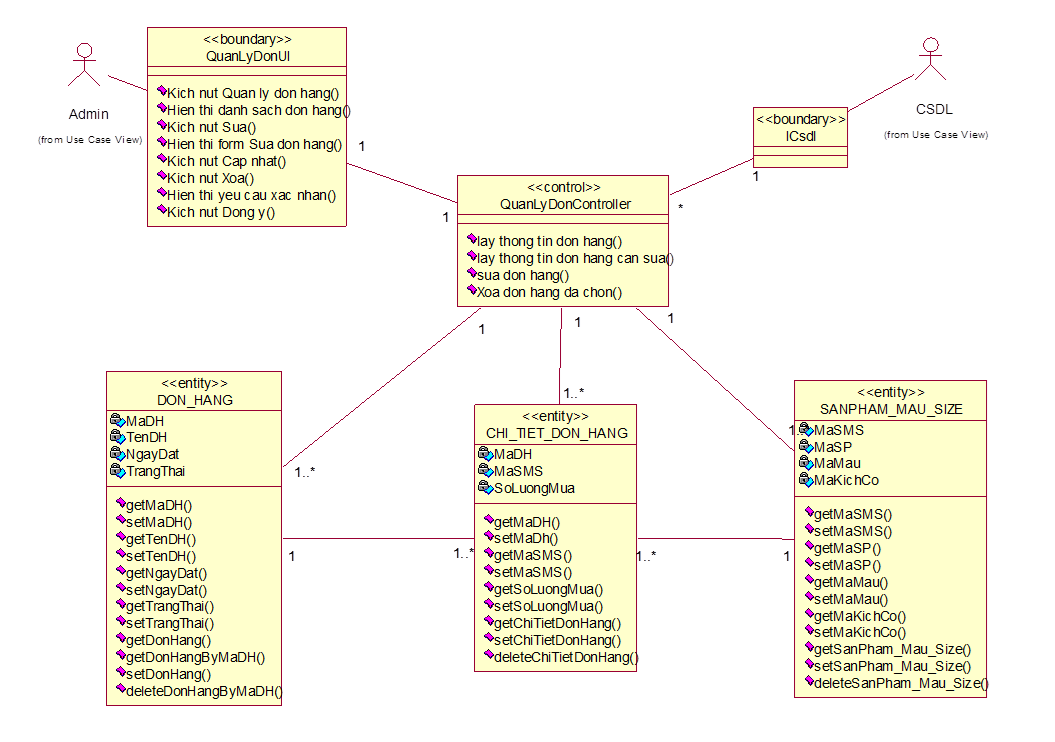 <<boundary>>
QuanLyDonUI
Kich nut Quan ly don hang()
Hien thi danh sach don hang()
Kich nut Sua()
Hien thi form Sua don hang()
Kich nut Cap nhat()
Kich nut Xoa()
Hien thi yeu cau xac nhan()
Kich nut Dong y()
Admin
(from Use Case View)
CSDL
(from Use Case View)
<<boundary>>
ICsdl
1
1
1
*
<<control>>
QuanLyDonController
lay thong tin don hang()
lay thong tin don hang can sua()
sua don hang()
Xoa don hang da chon()
1
1
1
1..*
1..*
1..
<<entity>>
DON_HANG
MaDH
TenDH
NgayDat
TrangThai
getMaDH()
setMaDH()
getTenDH()
setTenDH()
getNgayDat()
setNgayDat()
getTrangThai()
setTrangThai()
getDonHang()
getDonHangByMaDH()
setDonHang()
deleteDonHangByMaDH()
1
1..*
<<entity>>
CHI_TIET_DON_HANG
MaDH
MaSMS
SoLuongMua
getMaDH()
setMaDh()
getMaSMS()
setMaSMS()
getSoLuongMua()
setSoLuongMua()
getChiTietDonHang()
setChiTietDonHang()
deleteChiTietDonHang()
1..*
1
<<entity>>
SANPHAM_MAU_SIZE
MaSMS
MaSP
MaMau
MaKichCo
getMaSMS()
setMaSMS()
getMaSP()
setMaSP()
getMaMau()
setMaMau()
getMaKichCo()
setMaKichCo()
getSanPham_Mau_Size()
setSanPham_Mau_Size()
deleteSanPham_Mau_Size()